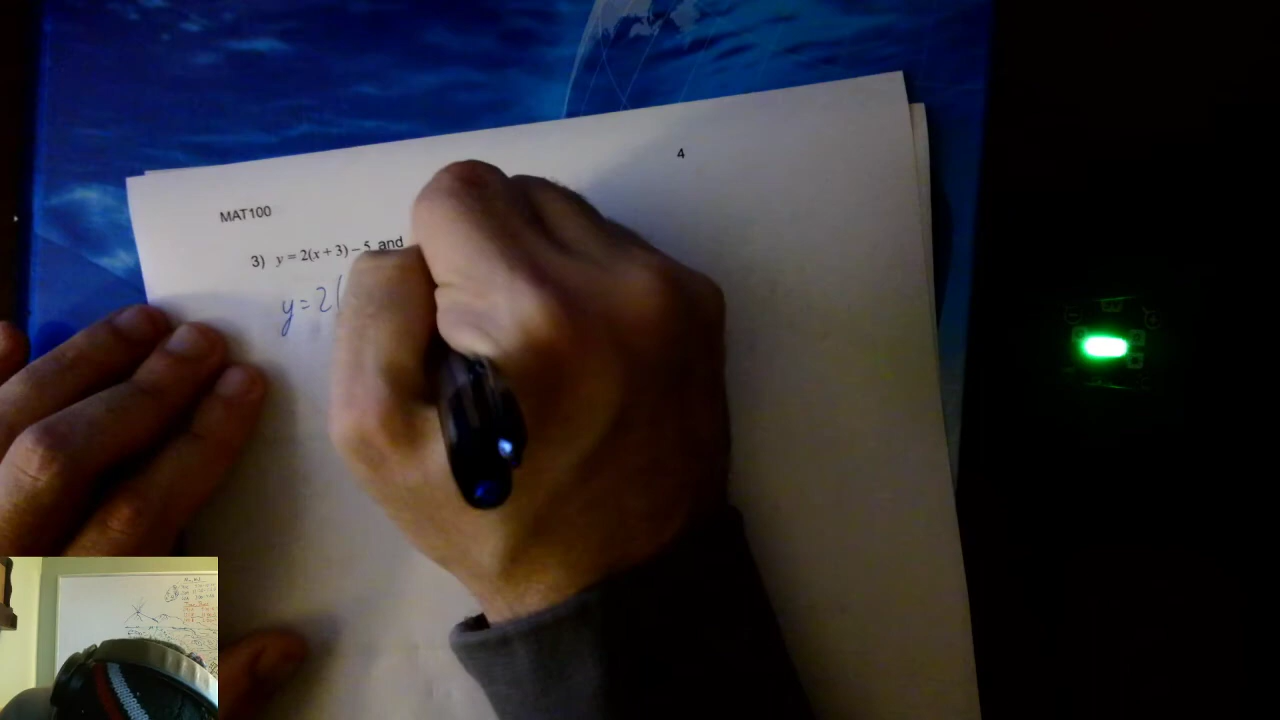 4
MAT100
3) y = 2(x + 3) – 5 and
y = 2(